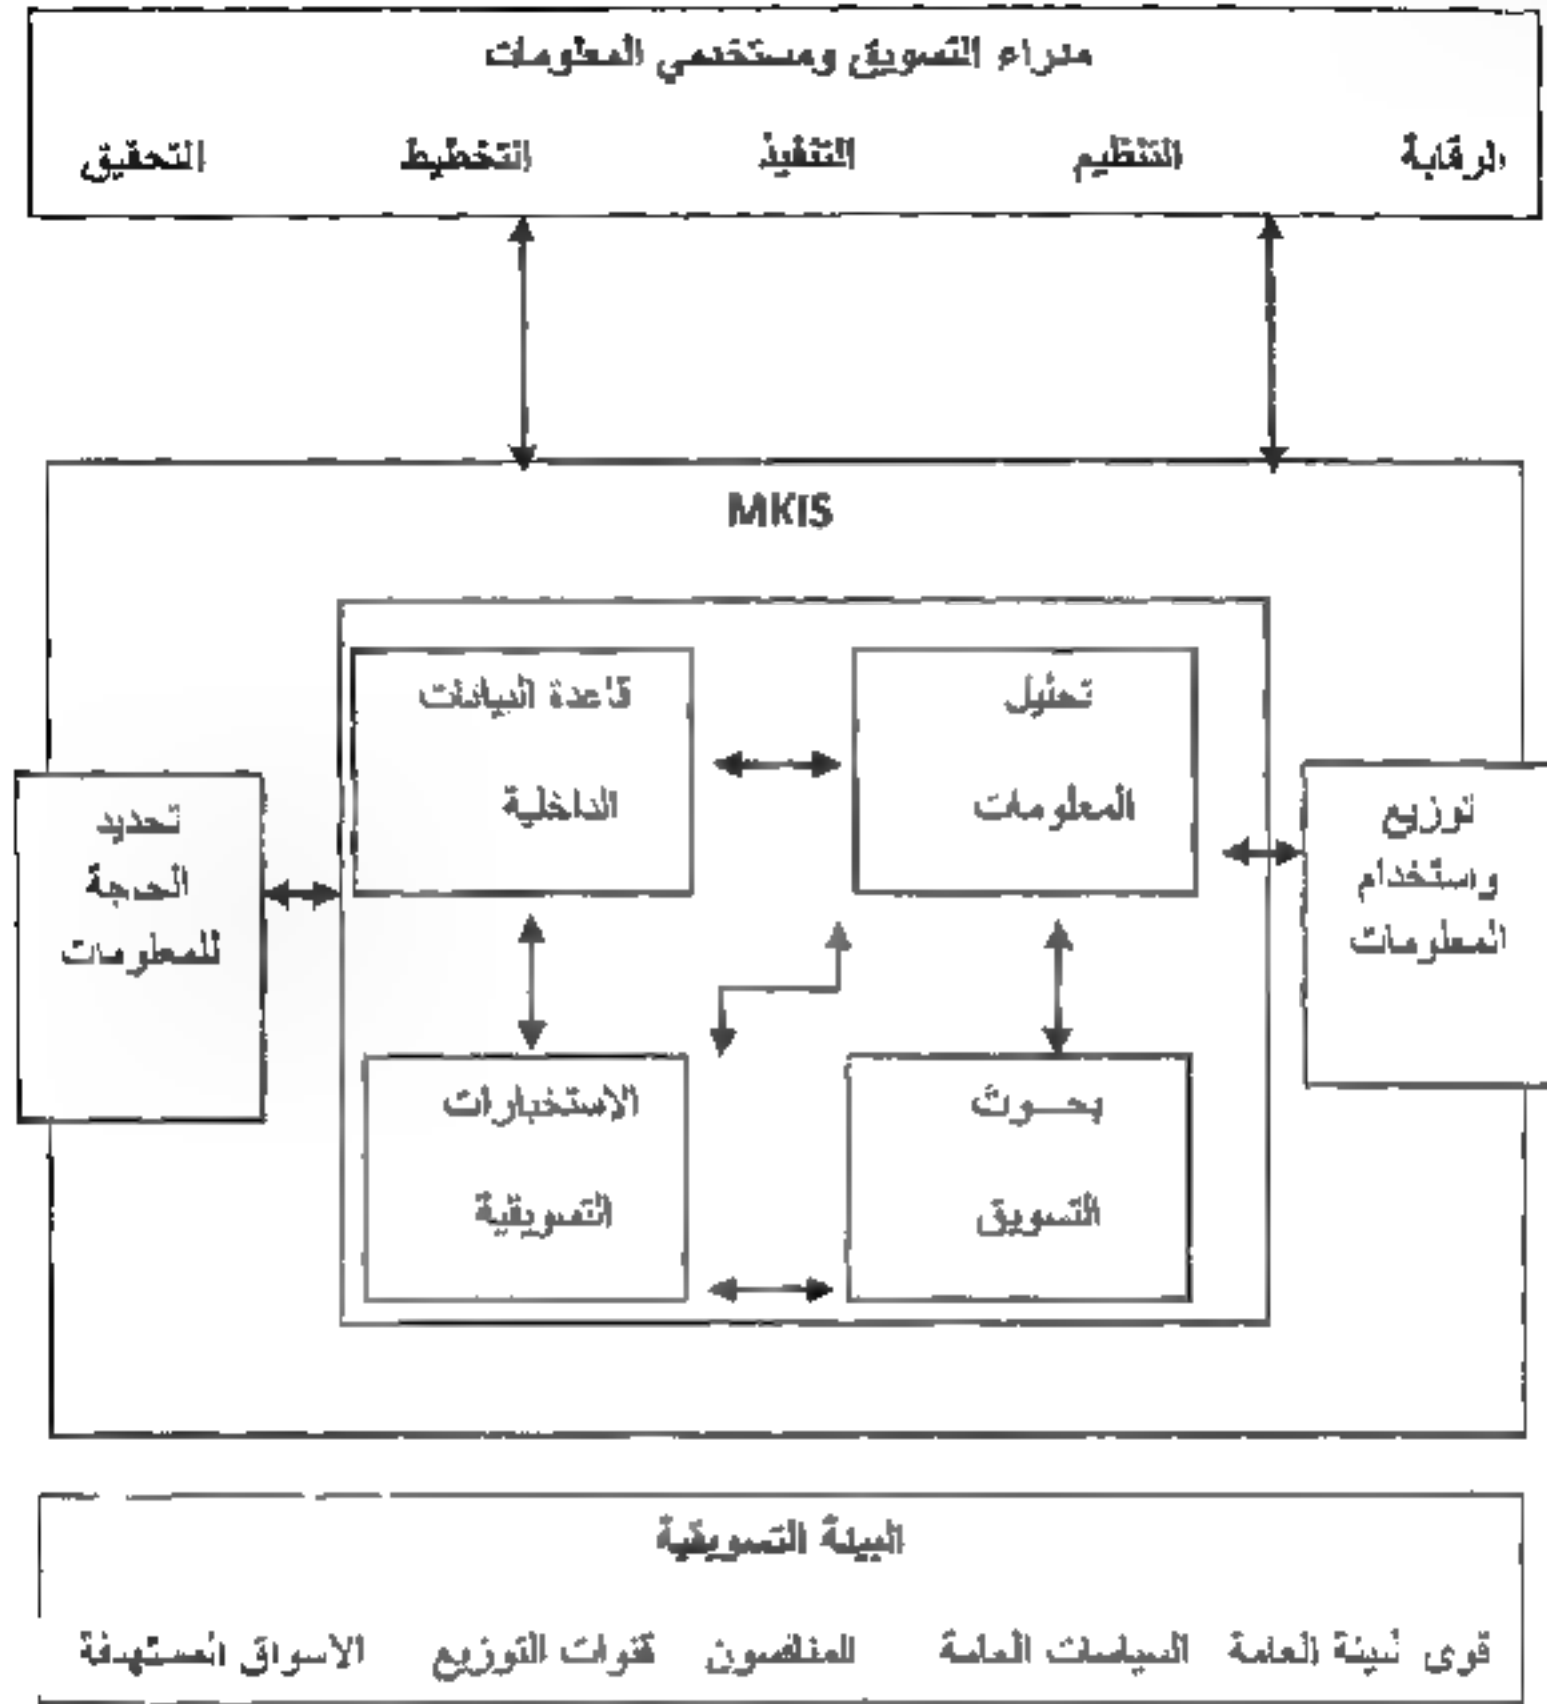 مدراء التسويق ومستخدمي المعلومات
الرقابة التنظيم التنفيذ التخطيط التحقيق
MKIS
تحليل
المعلومات
قاعدة البيانات
الداخلية
توزيع
واستخدام
المعلومات
تحديد
الحجة
للمعلومات
بحوث
التسويق
الاستخبارات
التسويقية
البيئة التسويقية
قوى البيئة العامة السياسات العامة المنافسون قنوات التوزيع الاسواق المستهدفة